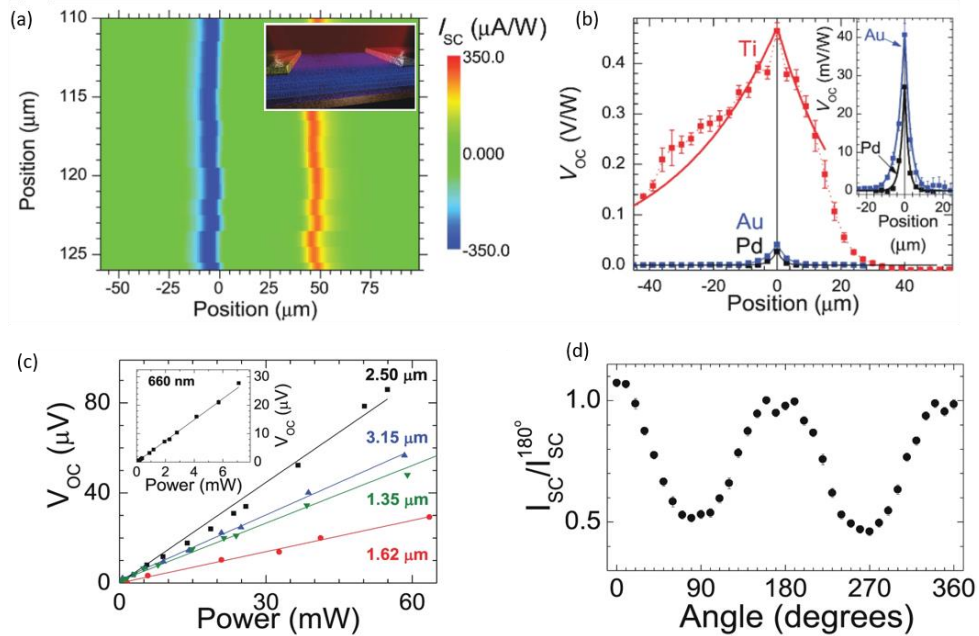 (a)
I_SC (μA/W)
350.0
0.000
-350.0
110
115
120
125
Position (μm)
-50 -25 0 25 50 75
Position (μm)
(b)
V_OC (V/W)
0.4
0.3
0.2
0.1
0.0
Ti
Au
Pd
-40 -20 0 20 40
Position (μm)
Au
Pd
V_OC (mV/W)
40
30
20
10
0
-20 0 20
Position
(μm)
(c)
V_OC (μV)
80
40
0
0 30 60
Power (mW)
2.50 μm
3.15 μm
1.35 μm
1.62 μm
660 nm
30
20
10
0
V_OC (μV)
0 2 4 6
Power (mW)
(d)
I_SC/I_SC^180°
1.0
0.5
0 90 180 270 360
Angle (degrees)